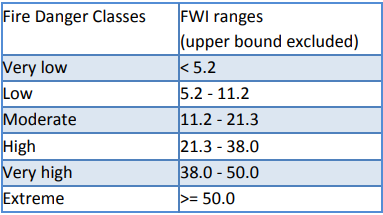 Fire Danger Classes FWI ranges
(upper bound excluded)
Very low < 5.2
Low 5.2 - 11.2
Moderate 11.2 - 21.3
High 21.3 - 38.0
Very high 38.0 - 50.0
Extreme >= 50.0